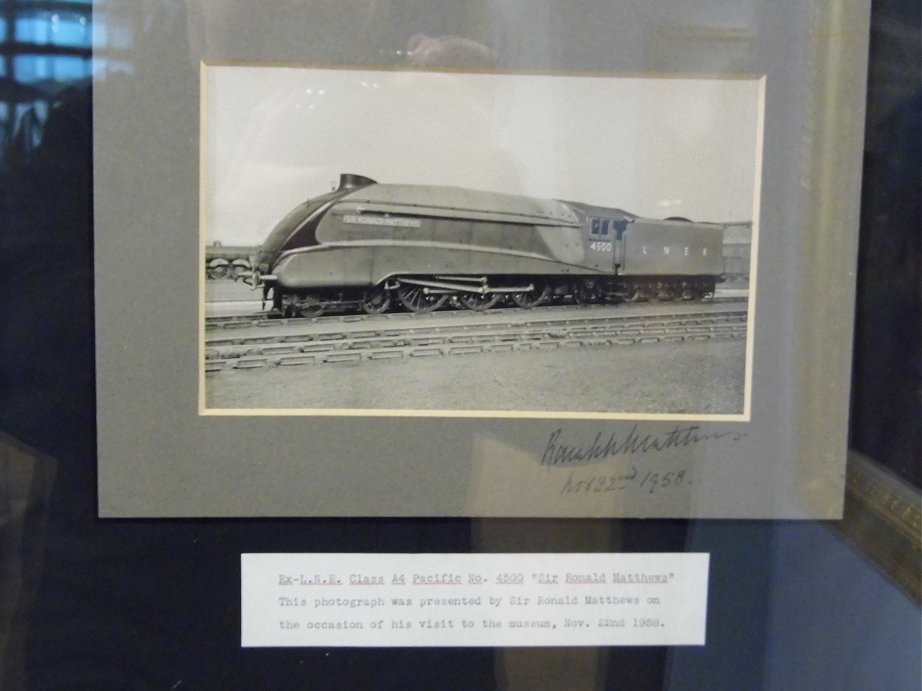 SIR RONALD MATTHEWS
4500
L N E R
Ronald Matthews
Nov 22nd 1958.
Ex-L.N.E. Class A4 Pacific No. 4500 "Sir Ronald Matthews"
This photograph was presented by Sir Ronald Matthews on
the occasion of his visit to the museum, Nov. 22nd 1958.